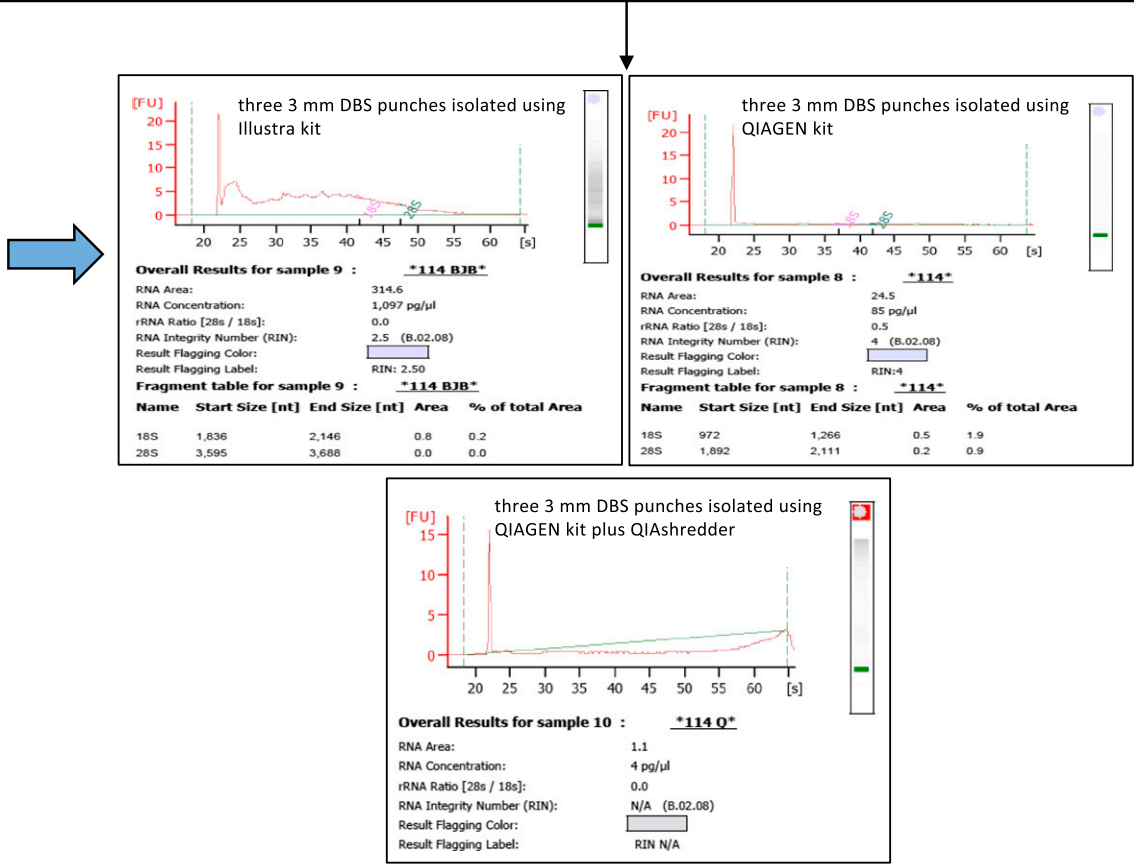 three 3 mm DBS punches isolated using
Illustra kit
[FU]
20
15
10
5
0
18S
28S
20 25 30 35 40 45 50 55 60 [s]
Overall Results for sample 9 : *114 BJB*
RNA Area: 314.6
RNA Concentration: 1,097 pg/µl
rRNA Ratio [28s / 18s]: 0.0
RNA Integrity Number (RIN): 2.5 (B.02.08)
Result Flagging Color:
Result Flagging Label: RIN: 2.50
Fragment table for sample 9 : *114 BJB*
Name Start Size [nt] End Size [nt] Area % of total Area
18S 1,836 2,146 0.8 0.2
28S 3,595 3,688 0.0 0.0
three 3 mm DBS punches isolated using
QIAGEN kit
[FU]
20
15
10
5
0
18S
28S
20 25 30 35 40 45 50 55 60 [s]
Overall Results for sample 8 : *114*
RNA Area: 24.5
RNA Concentration: 85 pg/µl
rRNA Ratio [28s / 18s]: 0.5
RNA Integrity Number (RIN): 4 (B.02.08)
Result Flagging Color:
Result Flagging Label: RIN:4
Fragment table for sample 8 : *114*
Name Start Size [nt] End Size [nt] Area % of total Area
18S 972 1,266 0.5 1.9
28S 1,892 2,111 0.2 0.9
three 3 mm DBS punches isolated using
QIAGEN kit plus QIAshredder
[FU]
15
10
5
0
20 25 30 35 40 45 50 55 60 [s]
Overall Results for sample 10 : *114 Q*
RNA Area: 1.1
RNA Concentration: 4 pg/µl
rRNA Ratio [28s / 18s]: 0.0
RNA Integrity Number (RIN): N/A (B.02.08)
Result Flagging Color:
Result Flagging Label: RIN N/A